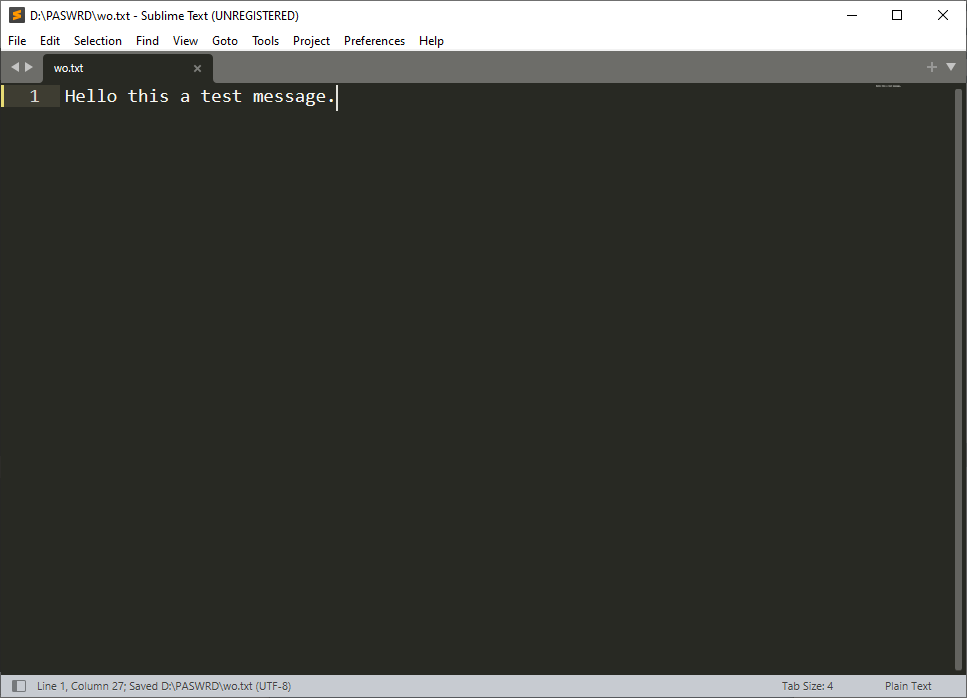 D:\PASWRD\wo.txt - Sublime Text (UNREGISTERED)
File Edit Selection Find View Goto Tools Project Preferences Help
wo.txt
1 Hello this a test message.
Line 1, Column 27; Saved D:\PASWRD\wo.txt (UTF-8) Tab Size: 4 Plain Text